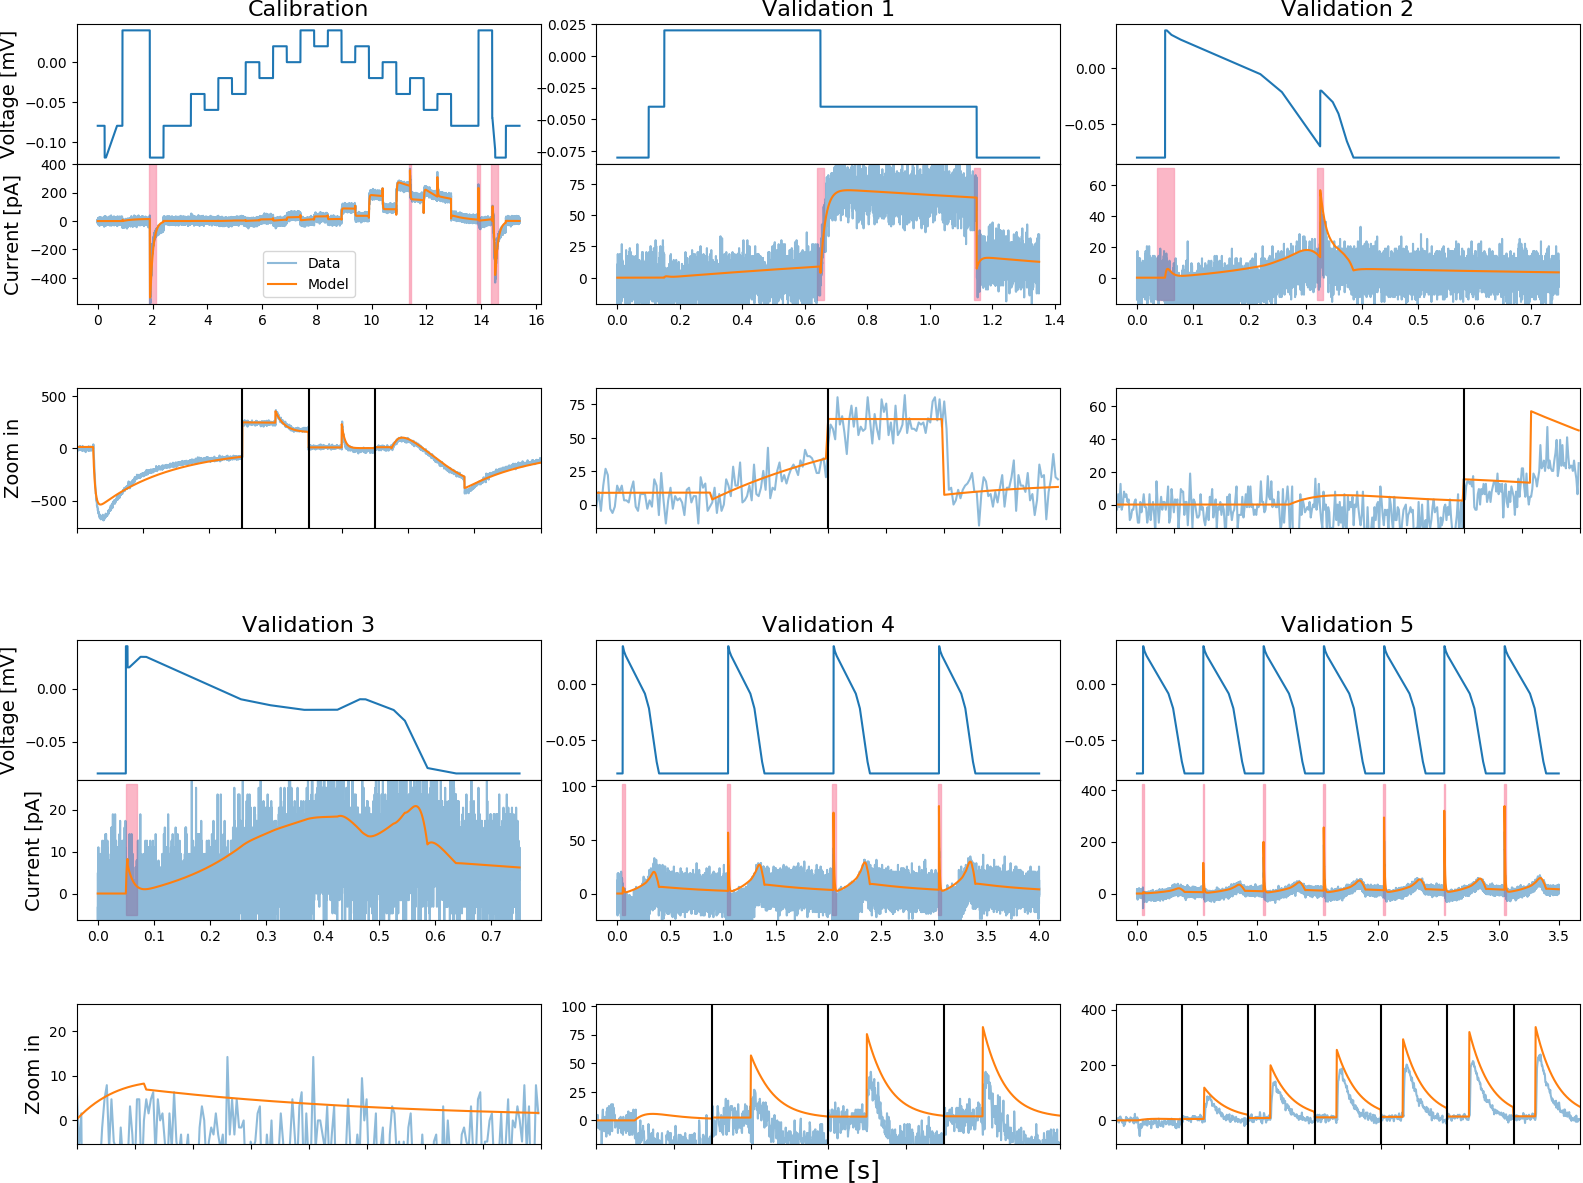 Calibration
Validation 1
Validation 2
Voltage [mV]
0.00
−0.05
−0.10
0.025
0.000
−0.025
−0.050
−0.075
0.00
−0.05
Current [pA]
400
200
0
−200
−400
Data
Model
75
50
25
0
60
40
20
0
0 2 4 6 8 10 12 14 16
0.0 0.2 0.4 0.6 0.8 1.0 1.2 1.4
0.0 0.1 0.2 0.3 0.4 0.5 0.6 0.7
Zoom in
500
0
−500
75
50
25
0
60
40
20
0
Validation 3
Validation 4
Validation 5
Voltage [mV]
0.00
−0.05
0.00
−0.05
0.00
−0.05
Current [pA]
20
10
0
100
50
0
400
200
0
0.0 0.1 0.2 0.3 0.4 0.5 0.6 0.7
0.0 0.5 1.0 1.5 2.0 2.5 3.0 3.5 4.0
0.0 0.5 1.0 1.5 2.0 2.5 3.0 3.5
Zoom in
20
10
0
100
75
50
25
0
400
200
0
Time [s]